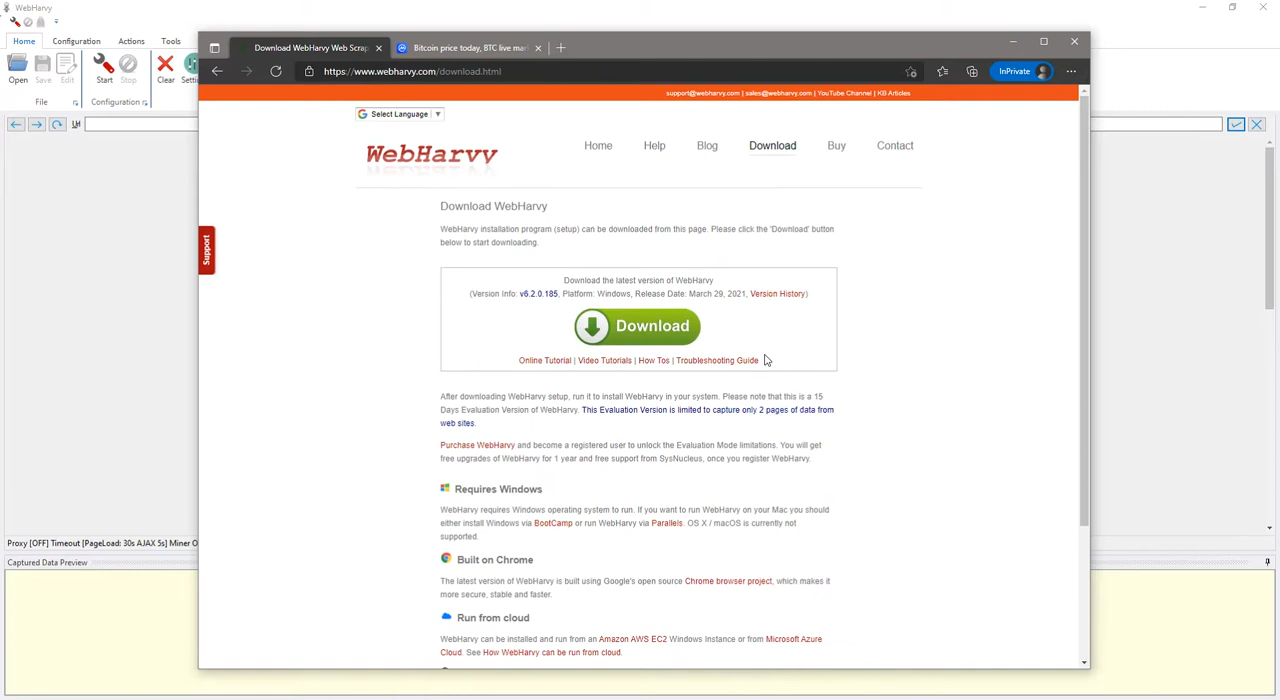 WebHarvy
Home Configuration Actions Tools
Open Save Edit Start Stop Clear
File Configuration
Url
Download WebHarvy Web Scrap
Bitcoin price today, BTC live mar
https://www.webharvy.com/download.html
InPrivate
support@webharvy.com | sales@webharvy.com | YouTube Channel | KB Articles
Select Language
WebHarvy
Home Help Blog Download Buy Contact
Support
Download WebHarvy
WebHarvy installation program (setup) can be downloaded from this page. Please click the 'Download' button
below to start downloading.
Download the latest version of WebHarvy
(Version Info: v6.2.0.185, Platform: Windows, Release Date: March 29, 2021, Version History)
Download
Online Tutorial | Video Tutorials | How Tos | Troubleshooting Guide
After downloading WebHarvy setup, run it to install WebHarvy in your system. Please note that this is a 15
Days Evaluation Version of WebHarvy. This Evaluation Version is limited to capture only 2 pages of data from
web sites.
Purchase WebHarvy and become a registered user to unlock the Evaluation Mode limitations. You will get
free upgrades of WebHarvy for 1 year and free support from SysNucleus, once you register WebHarvy.
Requires Windows
WebHarvy requires Windows operating system to run. If you want to run WebHarvy on your Mac you should
either install Windows via BootCamp or run WebHarvy via Parallels. OS X / macOS is currently not
supported.
Built on Chrome
The latest version of WebHarvy is built using Google's open source Chrome browser project, which makes it
more secure, stable and faster.
Run from cloud
WebHarvy can be installed and run from an Amazon AWS EC2 Windows Instance or from Microsoft Azure
Cloud. See How WebHarvy can be run from cloud.
Proxy [OFF] Timeout [PageLoad: 30s AJAX 5s] Miner O
Captured Data Preview